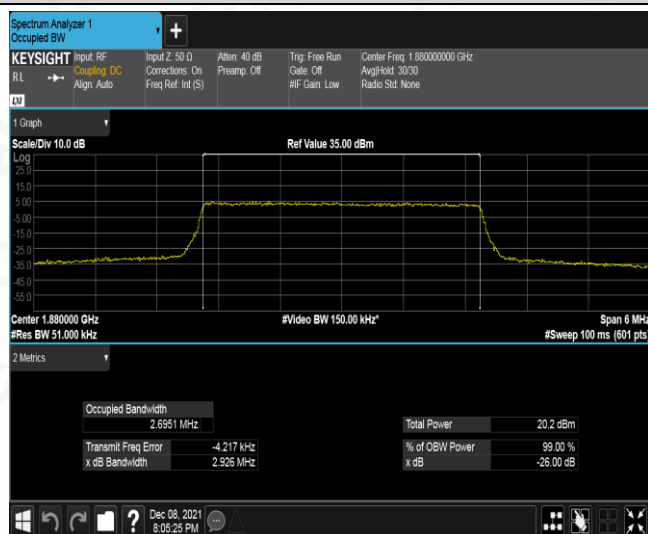 Spectrum Analyzer 1
Occupied BW
+
KEYSIGHT Input: RF Input Z: 50 Ω Atten: 40 dB Trig: Free Run Center Freq: 1.880000000 GHz
RL Coupling: DC Corrections: On Preamp: Off Gate: Off Avg|Hold: 30/30
Align: Auto Freq Ref: Int (S) #IF Gain: Low Radio Std: None
LXI
1 Graph
Scale/Div 10.0 dB Ref Value 35.00 dBm
Log
25.0
15.0
5.00
-5.00
-15.0
-25.0
-35.0
-45.0
-55.0
Center 1.880000 GHz #Video BW 150.00 kHz* Span 6 MHz
#Res BW 51.000 kHz #Sweep 100 ms (601 pts)
2 Metrics
Occupied Bandwidth
2.6951 MHz Total Power 20.2 dBm
Transmit Freq Error -4.217 kHz % of OBW Power 99.00 %
x dB Bandwidth 2.926 MHz x dB -26.00 dB
? Dec 08, 2021
8:05:25 PM